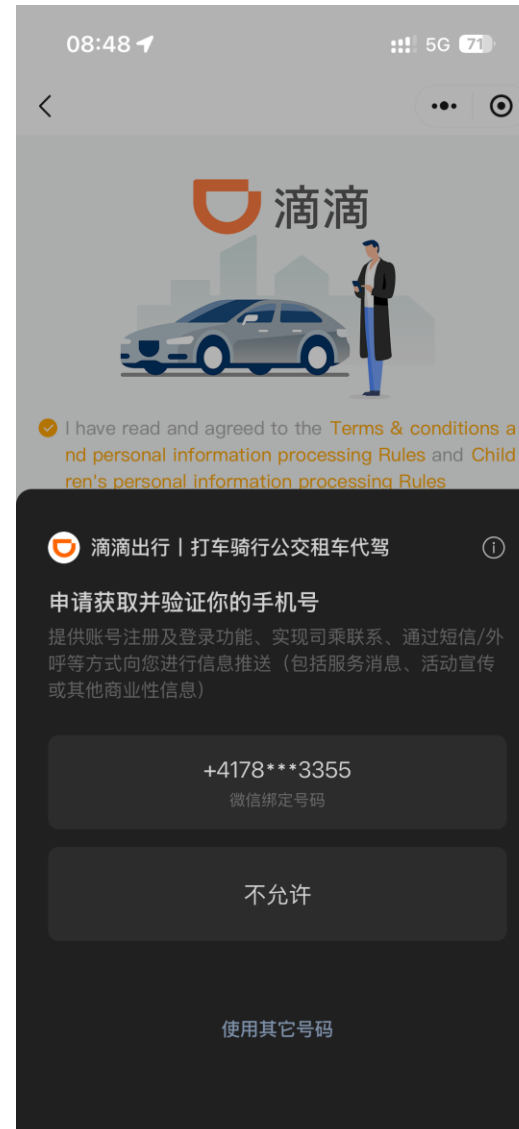 08:48
5G 71
滴滴
I have read and agreed to the Terms & conditions a
nd personal information processing Rules and Child
ren's personal information processing Rules
滴滴出行丨打车骑行公交租车代驾
申请获取并验证你的手机号
提供账号注册及登录功能、实现司乘联系、通过短信/外
呼等方式向您进行信息推送（包括服务消息、活动宣传
或其他商业性信息）
+4178***3355
微信绑定号码
不允许
使用其它号码